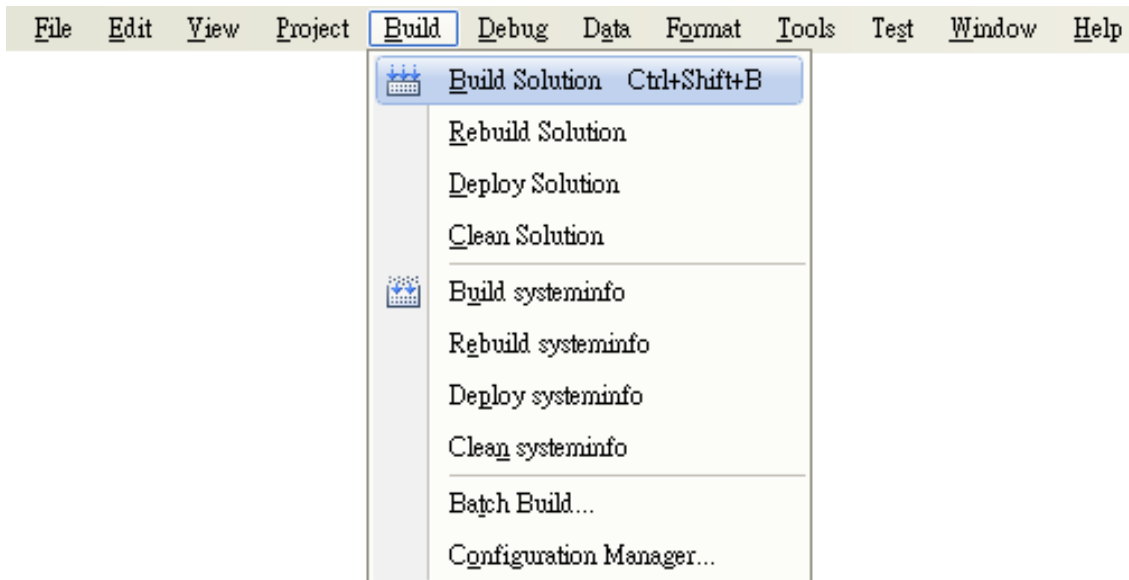 File Edit View Project Build Debug Data Format Tools Test Window Help
Build Solution Ctrl+Shift+B
Rebuild Solution
Deploy Solution
Clean Solution
Build systeminfo
Rebuild systeminfo
Deploy systeminfo
Clean systeminfo
Batch Build...
Configuration Manager...